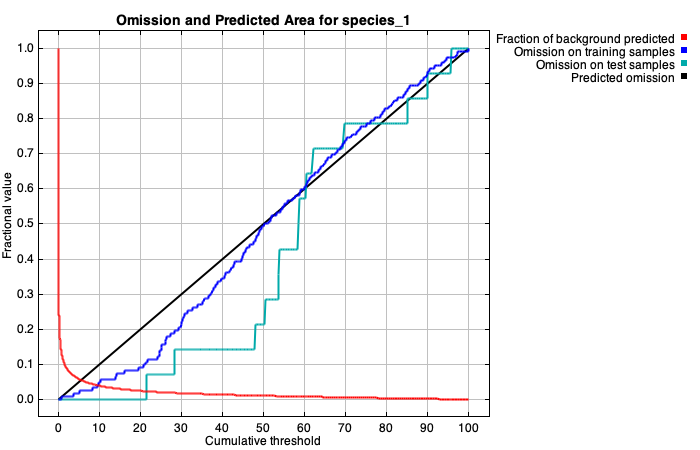 Omission and Predicted Area for species_1
Fraction of background predicted
Omission on training samples
Omission on test samples
Predicted omission
Fractional value
1.0
0.9
0.8
0.7
0.6
0.5
0.4
0.3
0.2
0.1
0.0
0 10 20 30 40 50 60 70 80 90 100
Cumulative threshold